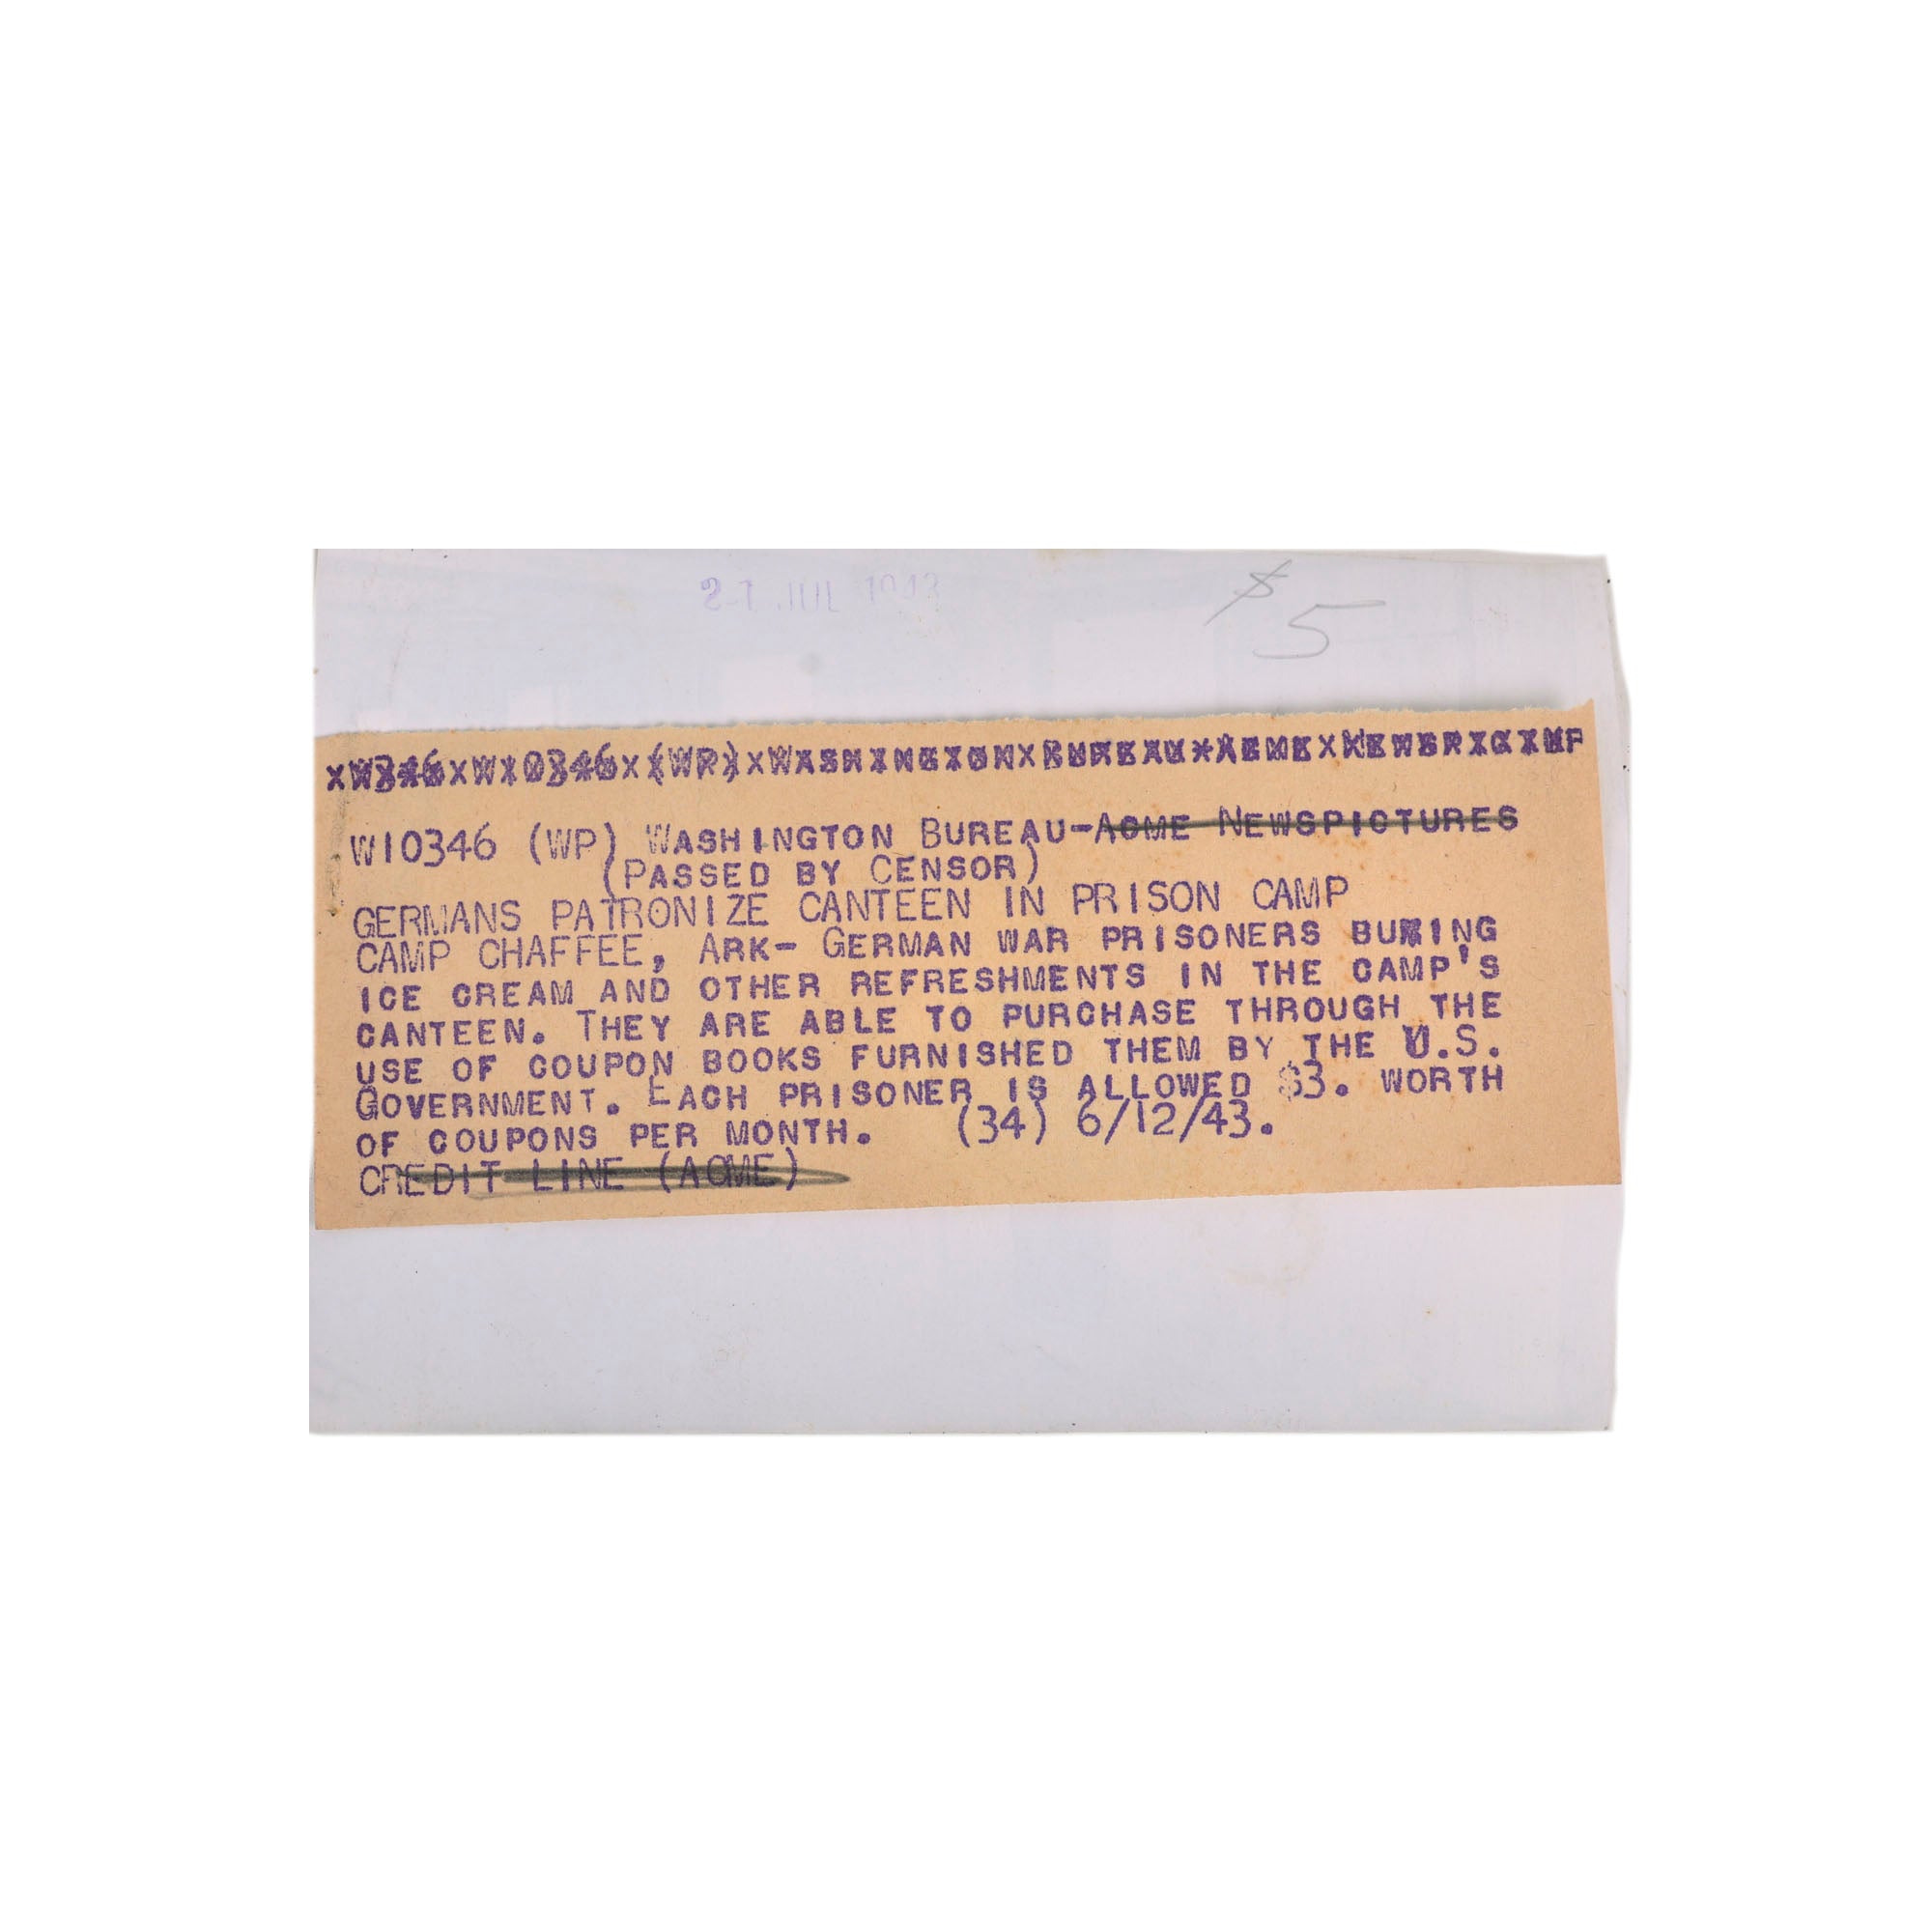 27 JUL 1943
$5
W10346 (WP) WASHINGTON BUREAU-ACME NEWSPICTURES
(PASSED BY CENSOR)
GERMANS PATRONIZE CANTEEN IN PRISON CAMP
CAMP CHAFFEE, ARK- GERMAN WAR PRISONERS BUYING
ICE CREAM AND OTHER REFRESHMENTS IN THE CAMP'S
CANTEEN. THEY ARE ABLE TO PURCHASE THROUGH THE
USE OF COUPON BOOKS FURNISHED THEM BY THE U.S.
GOVERNMENT. EACH PRISONER IS ALLOWED $3. WORTH
OF COUPONS PER MONTH. (34) 6/12/43.
CREDIT LINE (ACME)